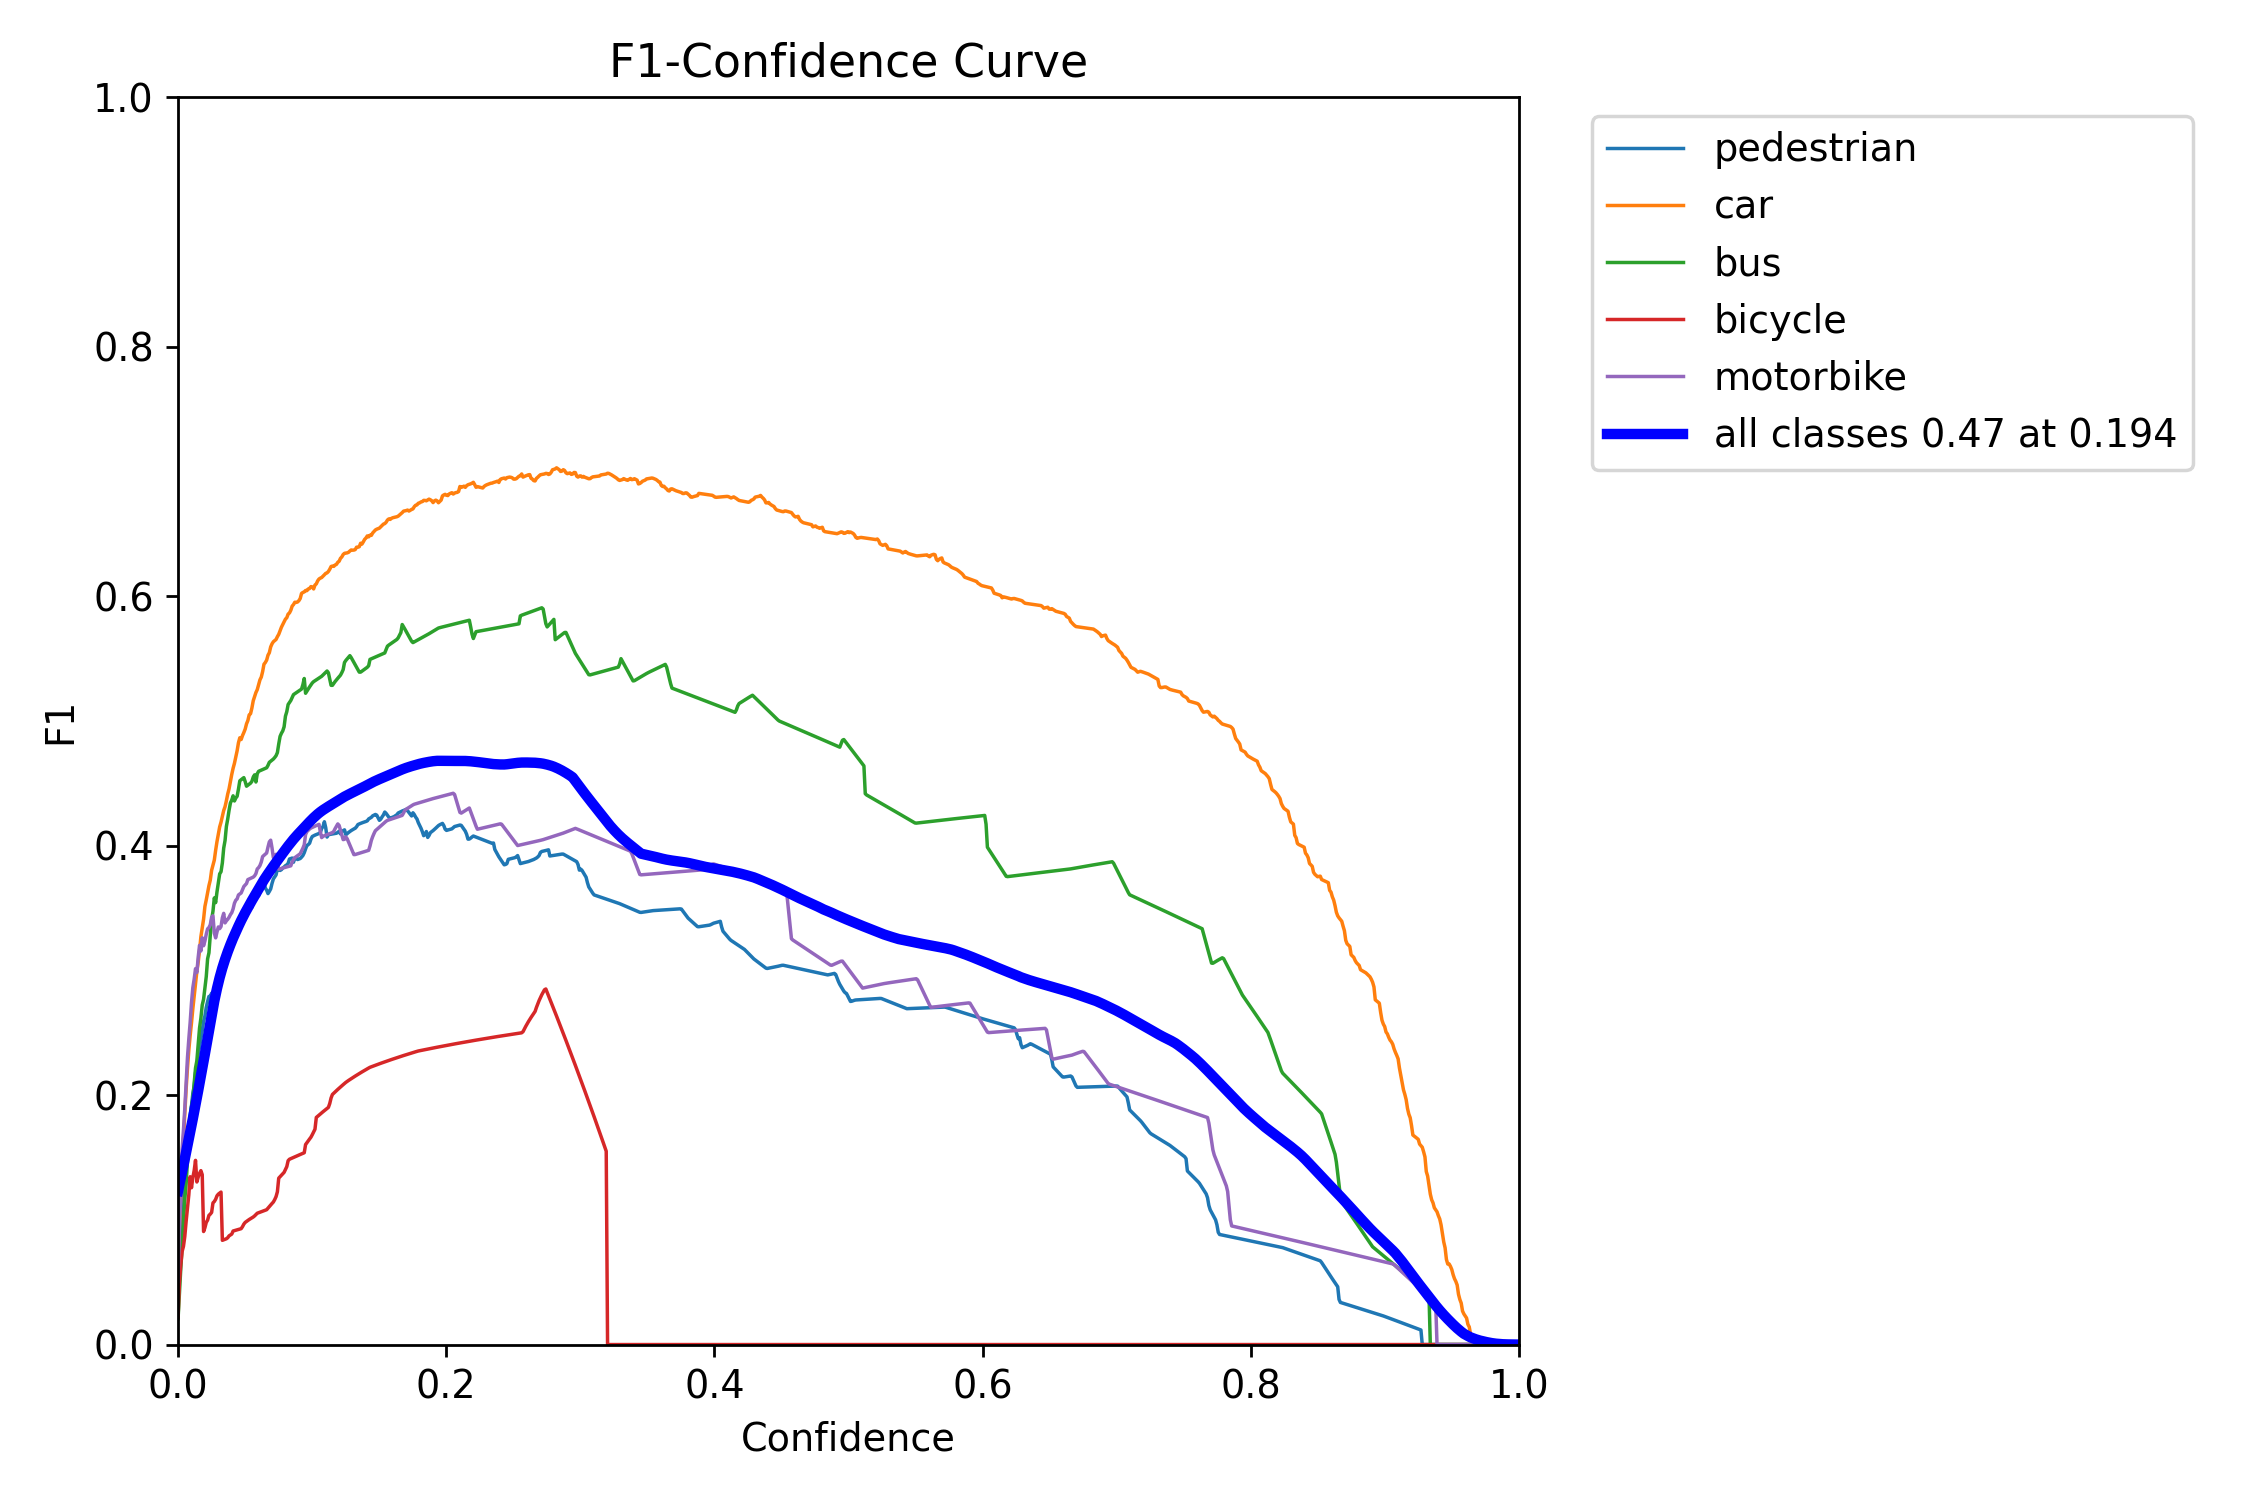 F1-Confidence Curve
1.0
0.8
0.6
0.4
0.2
0.0
F1
0.0 0.2 0.4 0.6 0.8 1.0
Confidence
pedestrian
car
bus
bicycle
motorbike
all classes 0.47 at 0.194